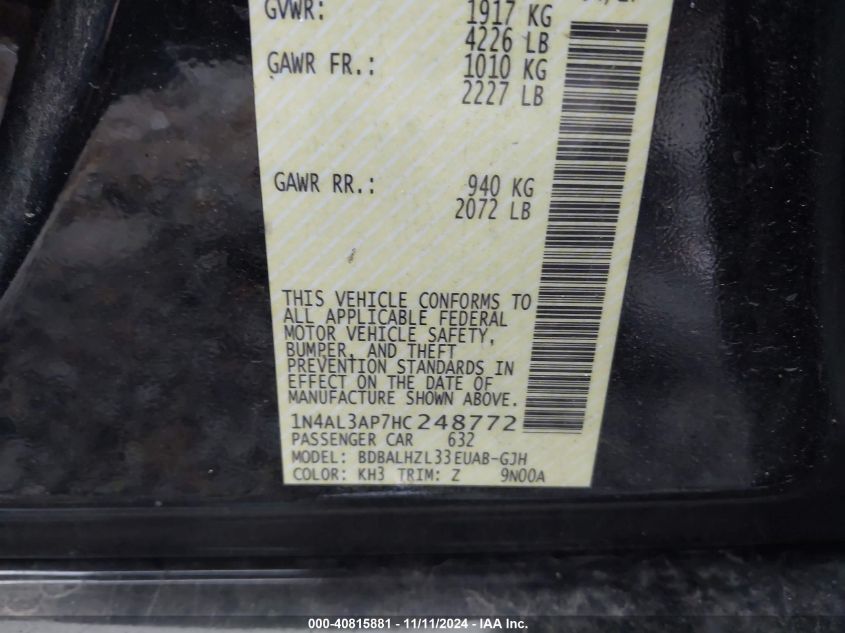 GVWR: 1917 KG
4226 LB
GAWR FR.: 1010 KG
2227 LB
GAWR RR.: 940 KG
2072 LB
THIS VEHICLE CONFORMS TO
ALL APPLICABLE FEDERAL
MOTOR VEHICLE SAFETY,
BUMPER, AND THEFT
PREVENTION STANDARDS IN
EFFECT ON THE DATE OF
MANUFACTURE SHOWN ABOVE.
1N4AL3AP7HC248772
PASSENGER CAR 632
MODEL: BDBALHZL33EUAB-GJH
COLOR: KH3 TRIM: Z 9N00A
000-40815881 - 11/11/2024 - IAA Inc.